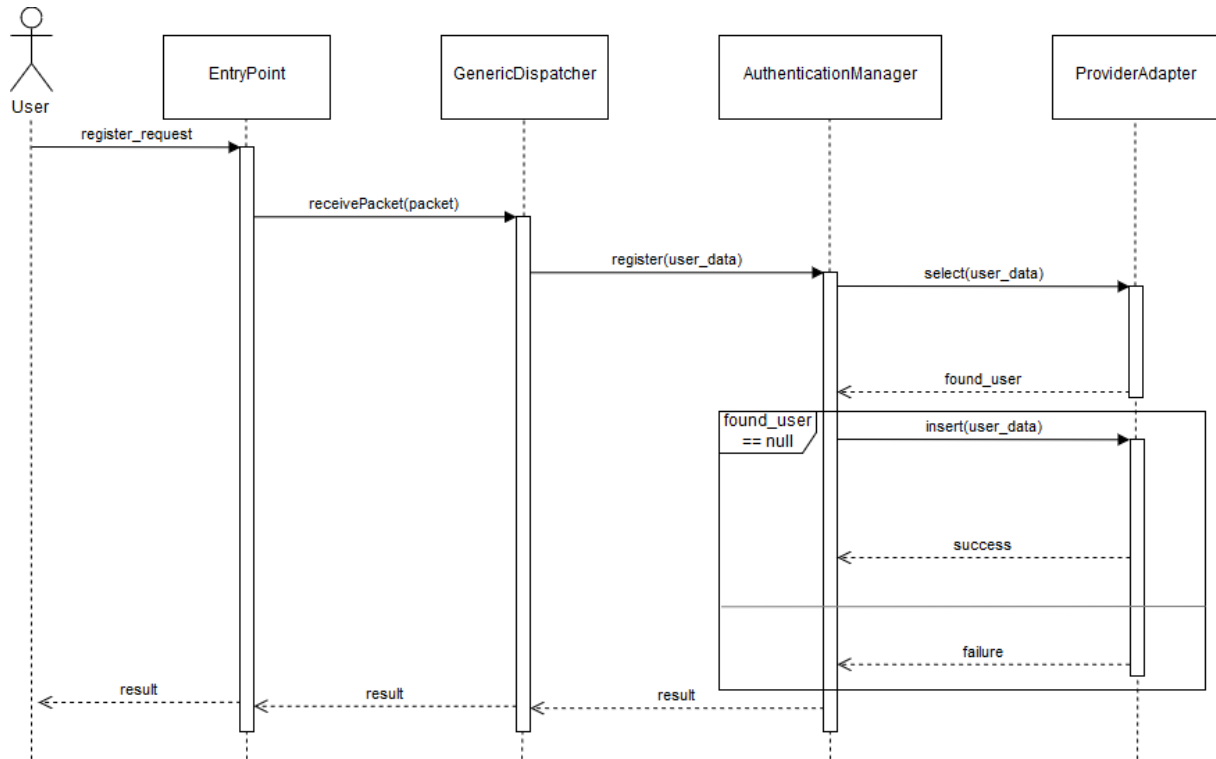 User
EntryPoint
GenericDispatcher
AuthenticationManager
ProviderAdapter
register_request
receivePacket(packet)
register(user_data)
select(user_data)
found_user
found_user
== null
insert(user_data)
success
failure
result
result
result